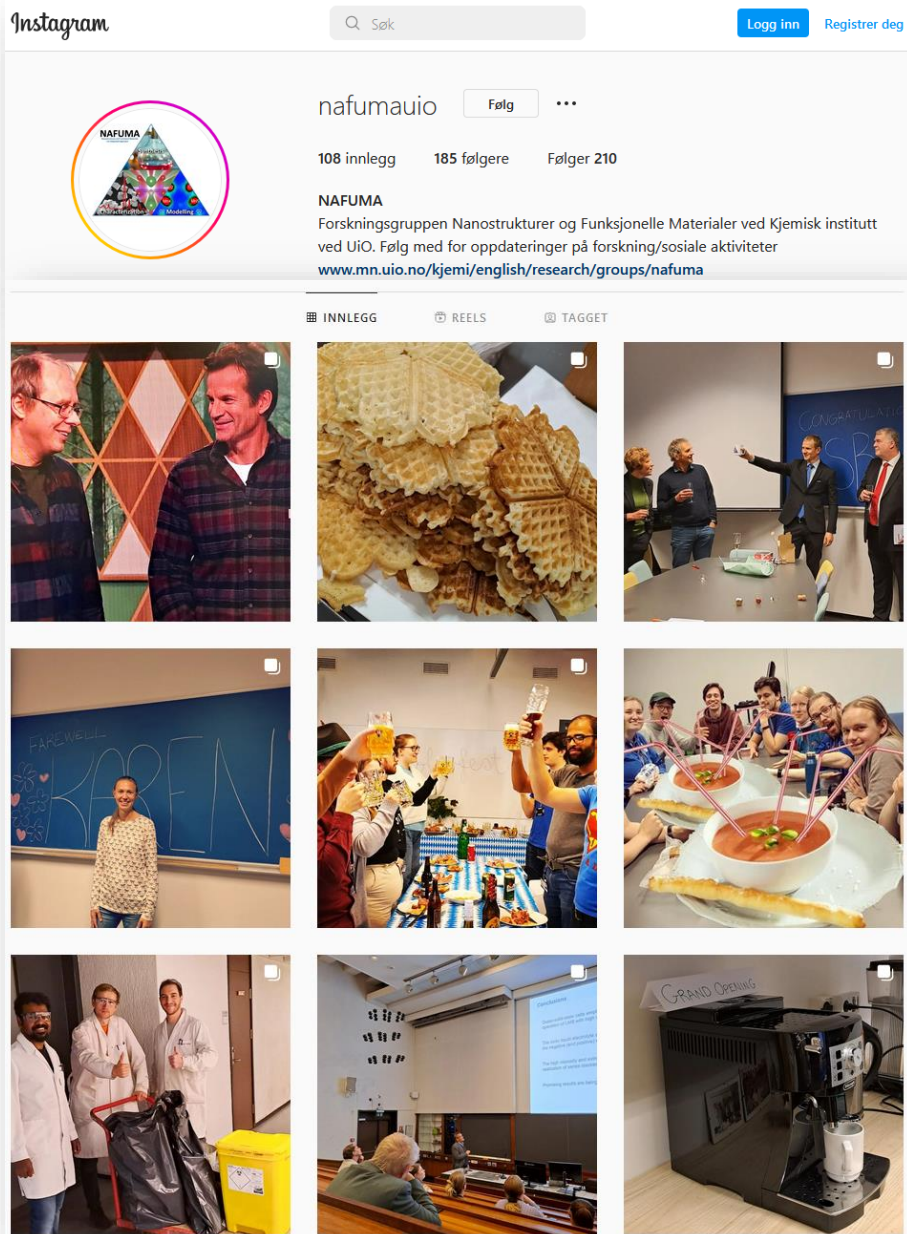 Instagram
Søk
Logg inn
Registrer deg
nafumauio
Følg
108 innlegg
185 følgere
Følger 210
NAFUMA
NAFUMA
Forskningsgruppen Nanostrukturer og Funksjonelle Materialer ved Kjemisk institutt
ved UiO. Følg med for oppdateringer på forskning/sosiale aktiviteter
www.mn.uio.no/kjemi/english/research/groups/nafuma
INNLEGG
REELS
TAGGET
FAREWELL
KAREN
Conclusions
GRAND OPENING